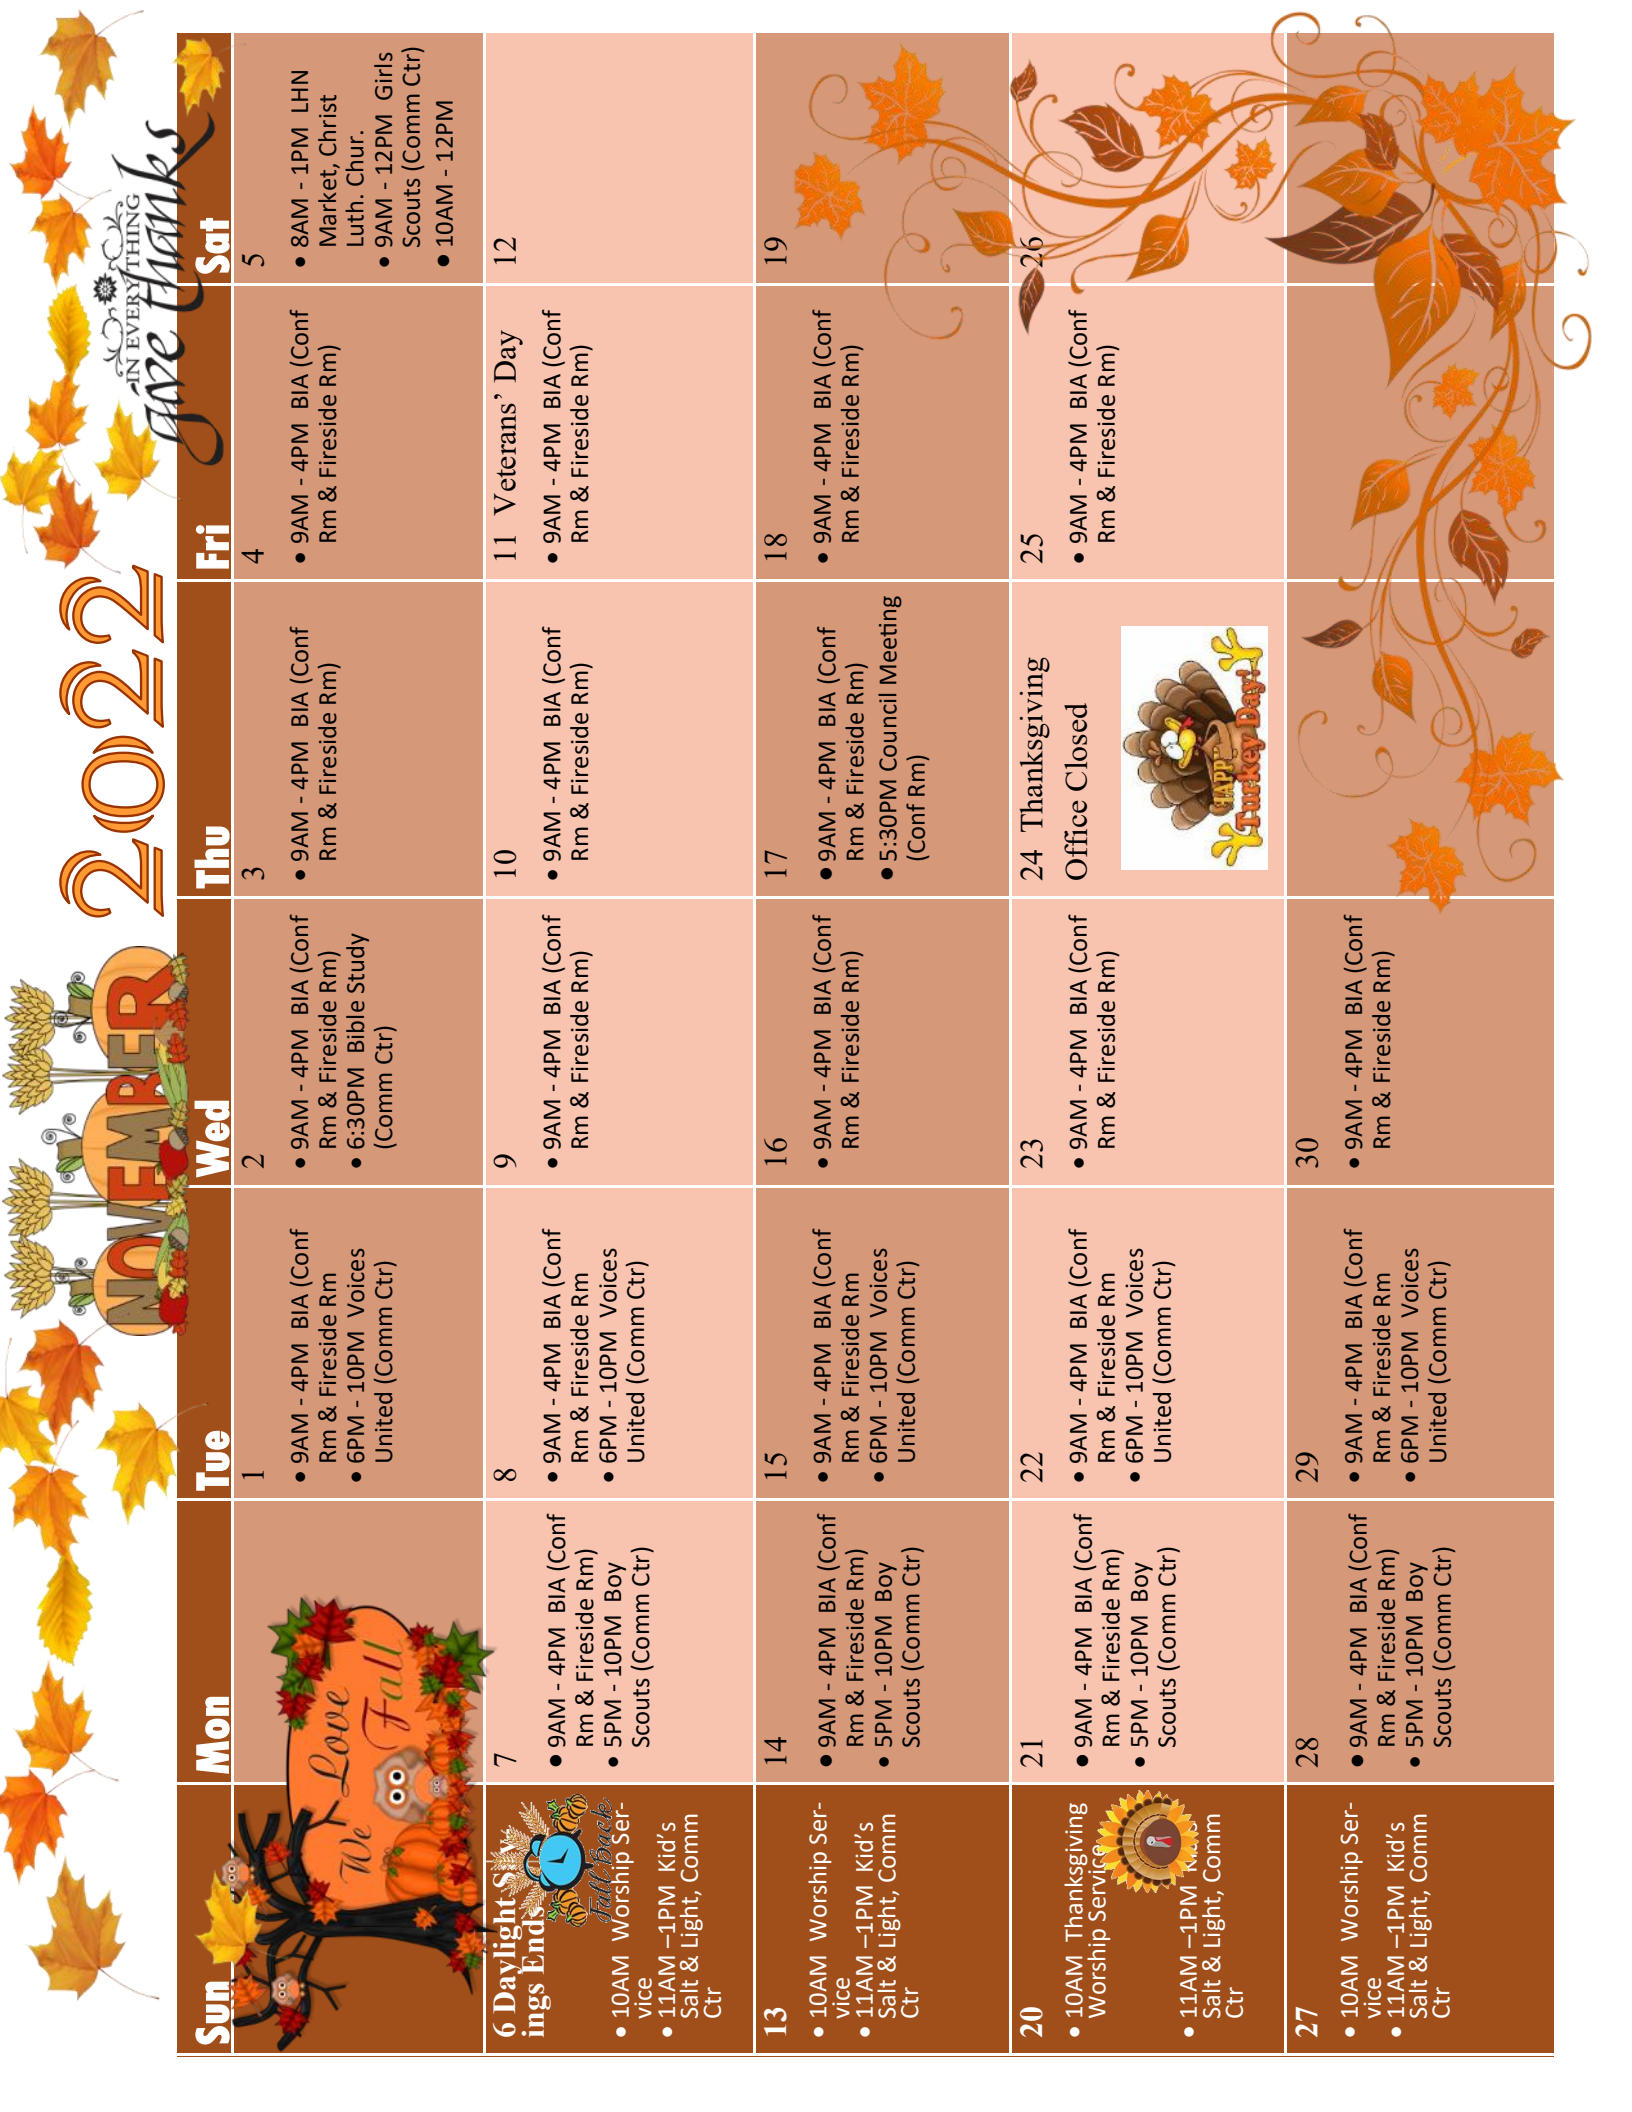 NOVEMBER 2022
IN EVERYTHING
give thanks
Sun Mon Tue Wed Thu Fri Sat
We Love
Fall
1
• 9AM - 4PM BIA (Conf
Rm & Fireside Rm
• 6PM - 10PM Voices
United (Comm Ctr)
2
• 9AM - 4PM BIA (Conf
Rm & Fireside Rm)
• 6:30PM Bible Study
(Comm Ctr)
3
• 9AM - 4PM BIA (Conf
Rm & Fireside Rm)
4
• 9AM - 4PM BIA (Conf
Rm & Fireside Rm)
5
• 8AM - 1PM LHN
Market, Christ
Luth. Chur.
• 9AM - 12PM Girls
Scouts (Comm Ctr)
• 10AM - 12PM
6 Daylight Sv
ings Ends
Fall Back
• 10AM Worship Ser-
vice
• 11AM –1PM Kid's
Salt & Light, Comm
Ctr
7
• 9AM - 4PM BIA (Conf
Rm & Fireside Rm)
• 5PM - 10PM Boy
Scouts (Comm Ctr)
8
• 9AM - 4PM BIA (Conf
Rm & Fireside Rm
• 6PM - 10PM Voices
United (Comm Ctr)
9
• 9AM - 4PM BIA (Conf
Rm & Fireside Rm)
10
• 9AM - 4PM BIA (Conf
Rm & Fireside Rm)
11 Veterans’ Day
• 9AM - 4PM BIA (Conf
Rm & Fireside Rm)
12
13
• 10AM Worship Ser-
vice
• 11AM –1PM Kid's
Salt & Light, Comm
Ctr
14
• 9AM - 4PM BIA (Conf
Rm & Fireside Rm)
• 5PM - 10PM Boy
Scouts (Comm Ctr)
15
• 9AM - 4PM BIA (Conf
Rm & Fireside Rm
• 6PM - 10PM Voices
United (Comm Ctr)
16
• 9AM - 4PM BIA (Conf
Rm & Fireside Rm)
17
• 9AM - 4PM BIA (Conf
Rm & Fireside Rm)
• 5:30PM Council Meeting
(Conf Rm)
18
• 9AM - 4PM BIA (Conf
Rm & Fireside Rm)
19
20
• 10AM Thanksgiving
Worship Service
• 11AM –1PM Kid's
Salt & Light, Comm
Ctr
21
• 9AM - 4PM BIA (Conf
Rm & Fireside Rm)
• 5PM - 10PM Boy
Scouts (Comm Ctr)
22
• 9AM - 4PM BIA (Conf
Rm & Fireside Rm
• 6PM - 10PM Voices
United (Comm Ctr)
23
• 9AM - 4PM BIA (Conf
Rm & Fireside Rm)
24 Thanksgiving
Office Closed
HAPPY
Turkey Day!
25
• 9AM - 4PM BIA (Conf
Rm & Fireside Rm)
26
27
• 10AM Worship Ser-
vice
• 11AM –1PM Kid's
Salt & Light, Comm
Ctr
28
• 9AM - 4PM BIA (Conf
Rm & Fireside Rm)
• 5PM - 10PM Boy
Scouts (Comm Ctr)
29
• 9AM - 4PM BIA (Conf
Rm & Fireside Rm
• 6PM - 10PM Voices
United (Comm Ctr)
30
• 9AM - 4PM BIA (Conf
Rm & Fireside Rm)